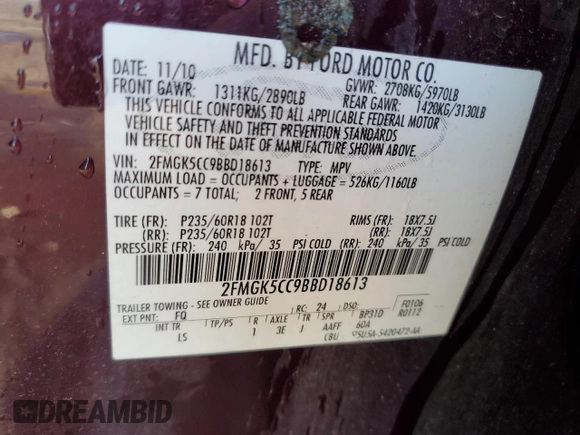 MFD. BY FORD MOTOR CO.
DATE: 11/10 GVWR: 2708KG/5970LB
FRONT GAWR: 1311KG/2890LB REAR GAWR: 1420KG/3130LB
THIS VEHICLE CONFORMS TO ALL APPLICABLE FEDERAL MOTOR
VEHICLE SAFETY AND THEFT PREVENTION STANDARDS
IN EFFECT ON THE DATE OF MANUFACTURE SHOWN ABOVE.
VIN: 2FMGK5CC9BBD18613 TYPE: MPV
MAXIMUM LOAD = OCCUPANTS + LUGGAGE = 526KG/1160LB
OCCUPANTS = 7 TOTAL: 2 FRONT, 5 REAR
TIRE (FR): P235/60R18 102T RIMS (FR): 18X7.5J
(RR): P235/60R18 102T (RR): 18X7.5J
PRESSURE (FR): 240 kPa/ 35 PSI COLD (RR): 240 kPa/ 35 PSI COLD
2FMGK5CC9BBD18613
TRAILER TOWING - SEE OWNER GUIDE
EXT PNT: FQ RC: 24 DSO: F0106
BP31D R0112
INT TR TP/PS R AXLE TR SPR 60A
LS 1 3E J AAFF
CBU 5U5A-5420472-AA
DREAMBID